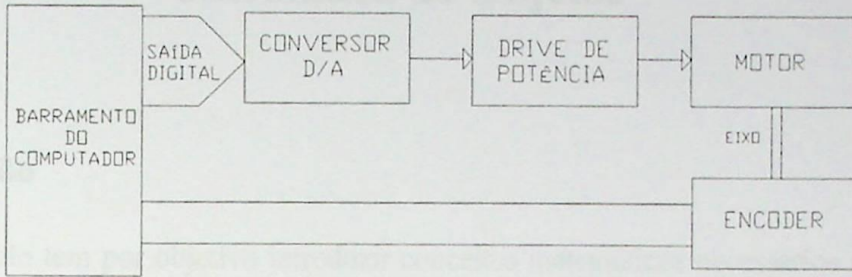 SAÍDA
DIGITAL
CONVERSOR
D/A
DRIVE DE
POTÊNCIA
MOTOR
BARRAMENTO
DO
COMPUTADOR
EIXO
ENCODER